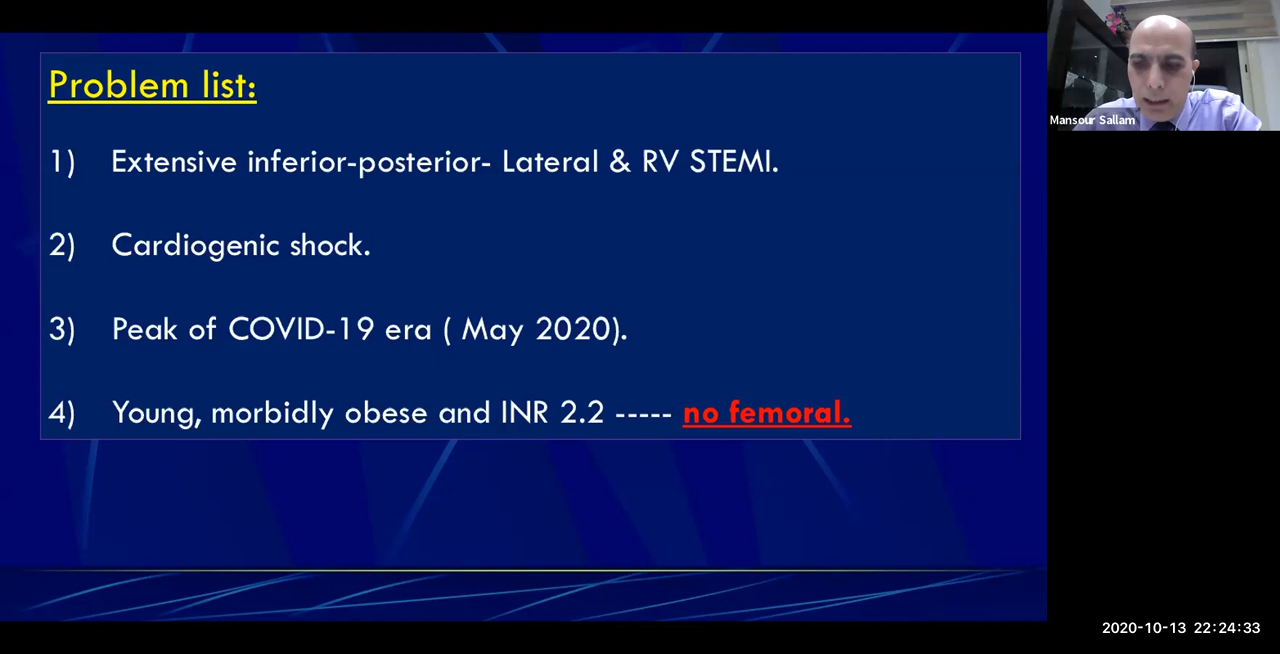 Problem list:
1) Extensive inferior-posterior- Lateral & RV STEMI.
2) Cardiogenic shock.
3) Peak of COVID-19 era ( May 2020).
4) Young, morbidly obese and INR 2.2 ----- no femoral.
Mansour Sallam
2020-10-13 22:24:33